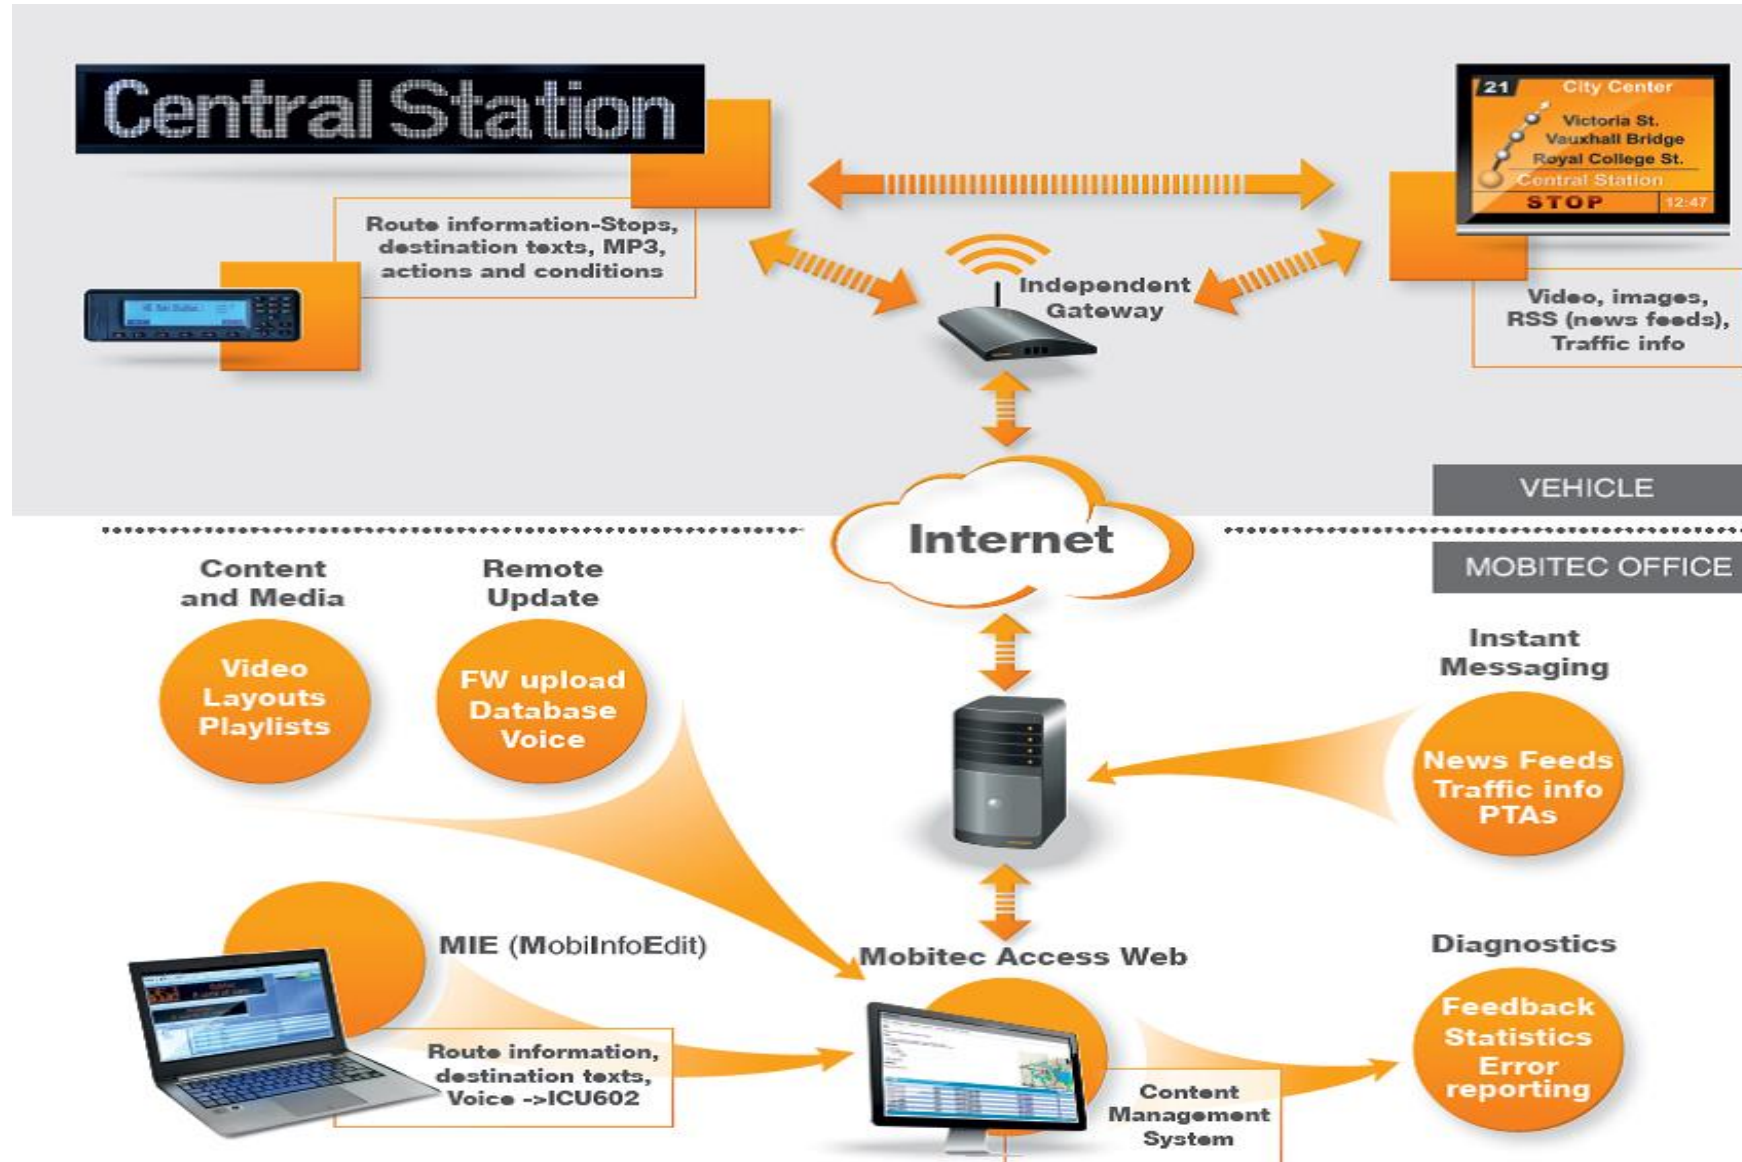 Central Station
21 City Center
Victoria St.
Vauxhall Bridge
Royal College St.
Central Station
STOP 12:47
Route information-Stops,
destination texts, MP3,
actions and conditions
Independent
Gateway
Video, images,
RSS (news feeds),
Traffic info
VEHICLE
Internet
MOBITEC OFFICE
Content
and Media
Video
Layouts
Playlists
Remote
Update
FW upload
Database
Voice
Instant
Messaging
News Feeds
Traffic info
PTAs
MIE (MobiInfoEdit)
Route information,
destination texts,
Voice ->ICU602
Mobitec Access Web
Content
Management
System
Diagnostics
Feedback
Statistics
Error
reporting